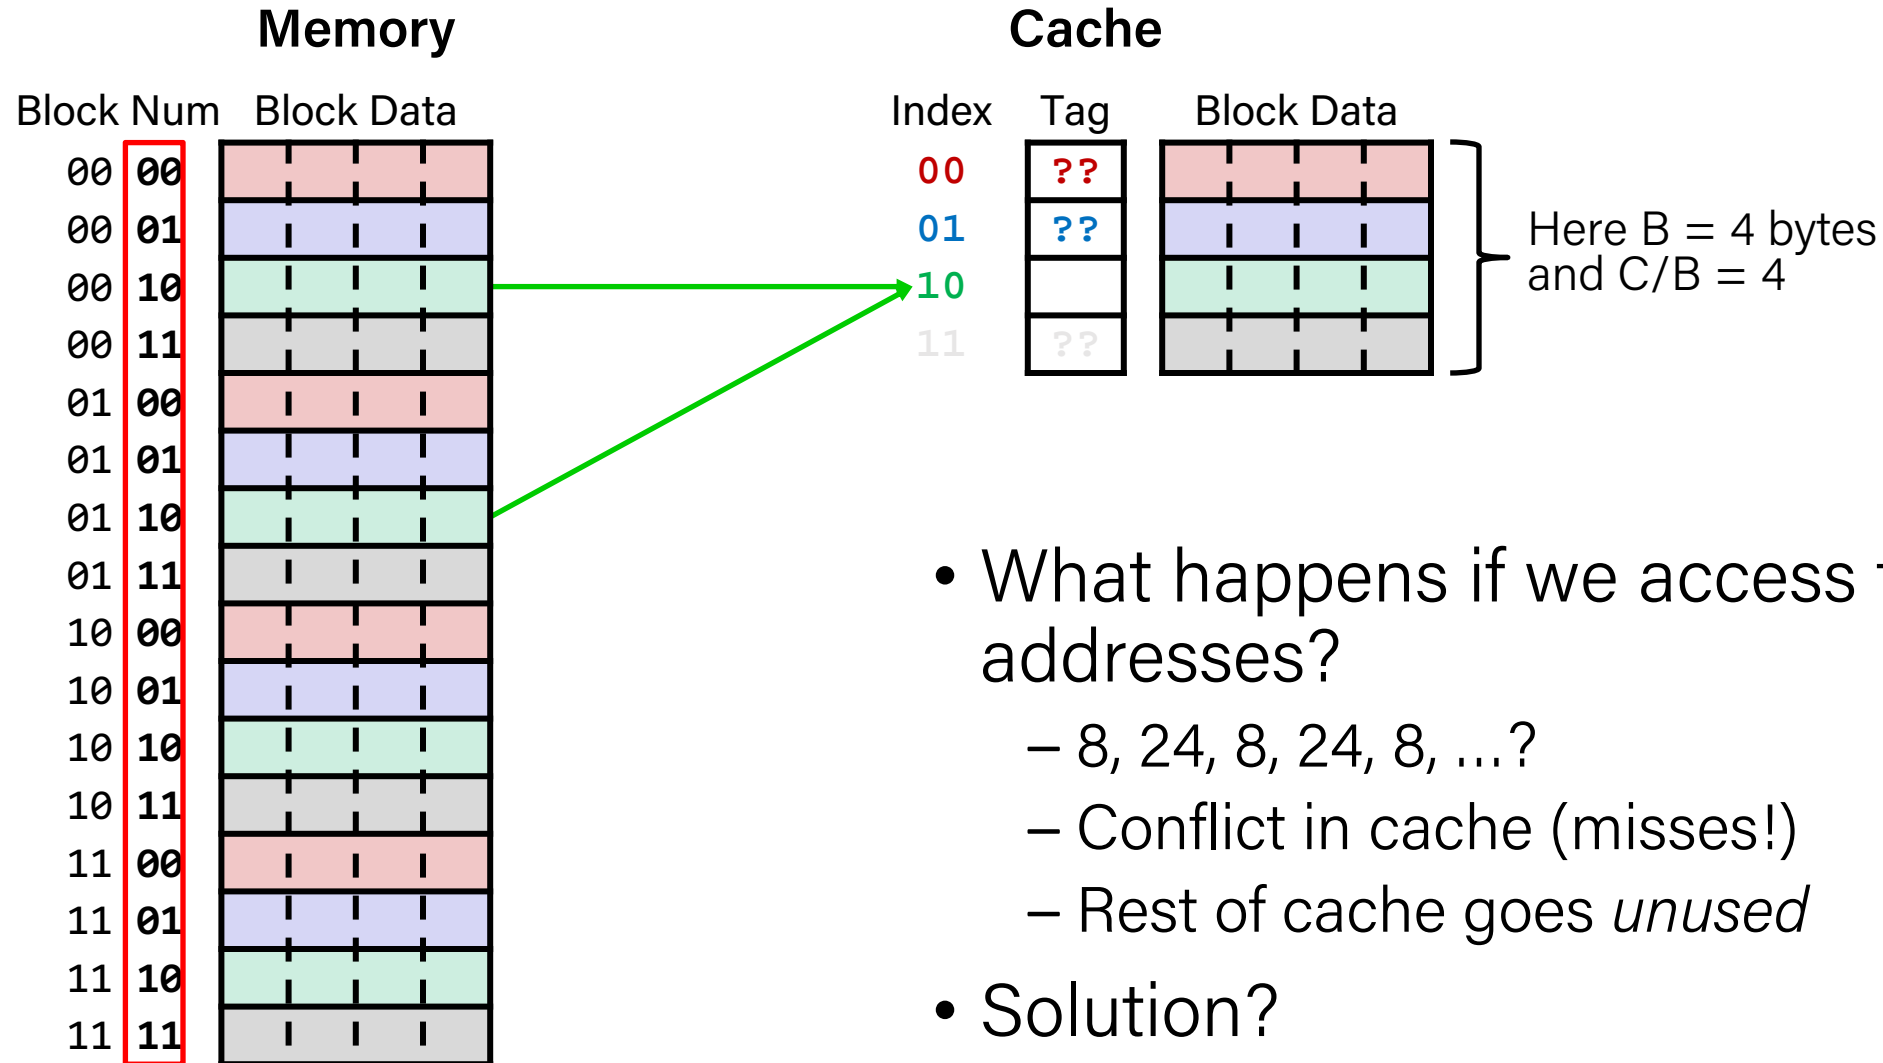 Memory
Cache
Block Num Block Data
Index Tag Block Data
00 00
00 01
00 10
00 11
01 00
01 01
01 10
01 11
10 00
10 01
10 10
10 11
11 00
11 01
11 10
11 11
00 ??
01 ??
10
11 ??
Here B = 4 bytes
and C/B = 4
• What happens if we access
addresses?
– 8, 24, 8, 24, 8, …?
– Conflict in cache (misses!)
– Rest of cache goes unused
• Solution?